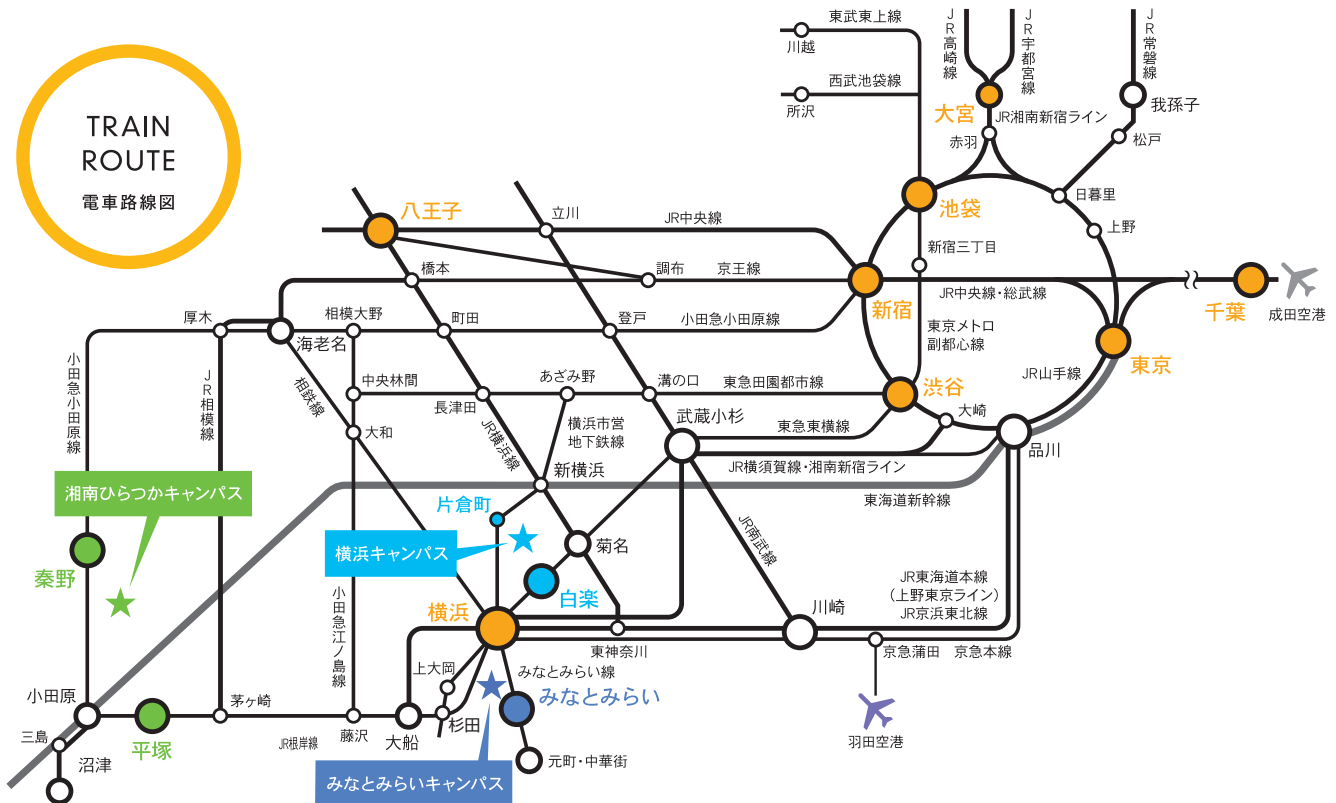 TRAIN
ROUTE
電車路線図
東武東上線
川越
西武池袋線
所沢
JR高崎線
JR宇都宮線
JR常磐線
大宮
JR湘南新宿ライン
赤羽
我孫子
松戸
池袋
日暮里
上野
八王子
立川
JR中央線
新宿三丁目
橋本
調布
京王線
新宿
JR中央線・総武線
千葉
成田空港
厚木
海老名
相模大野
町田
登戸
小田急小田原線
東京メトロ
副都心線
東京
小田急小田原線
JR相模線
相鉄線
中央林間
長津田
あざみ野
溝の口
東急田園都市線
渋谷
JR山手線
大崎
品川
大和
JR横浜線
横浜市営
地下鉄線
武蔵小杉
東急東横線
JR横須賀線・湘南新宿ライン
新横浜
東海道新幹線
湘南ひらつかキャンパス
片倉町
横浜キャンパス
菊名
JR南武線
秦野
白楽
小田急江ノ島線
横浜
川崎
JR東海道本線
(上野東京ライン)
JR京浜東北線
東神奈川
京急蒲田
京急本線
上大岡
みなとみらい線
みなとみらい
小田原
平塚
茅ヶ崎
藤沢
大船
杉田
JR根岸線
羽田空港
三島
沼津
元町・中華街
みなとみらいキャンパス